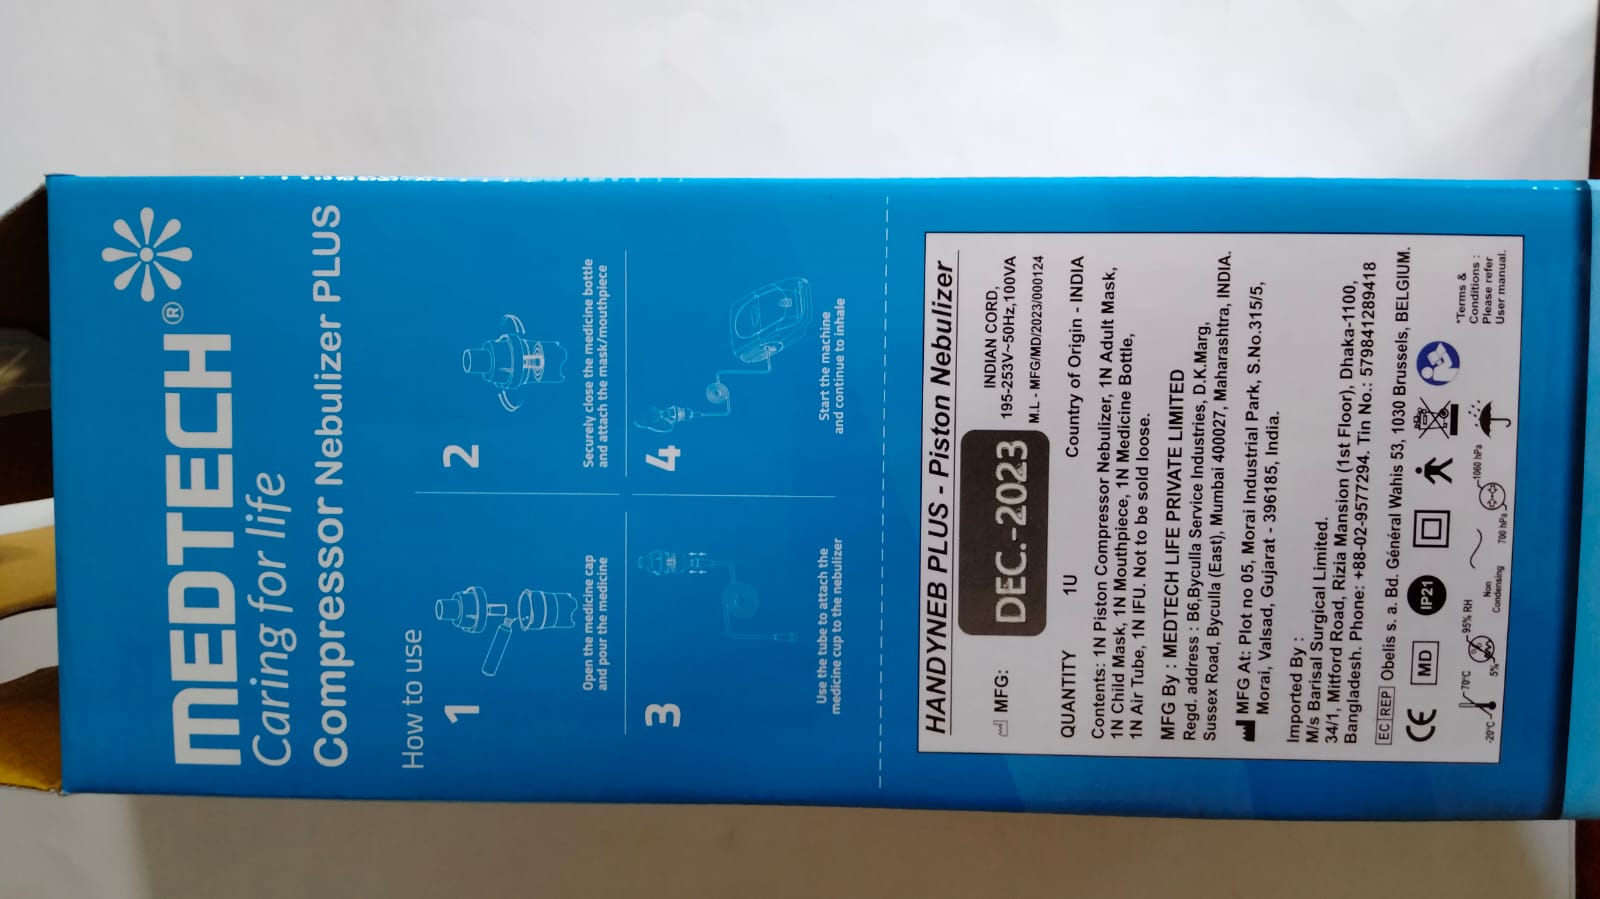 MEDTECH®
Caring for life
Compressor Nebulizer PLUS
How to use
1
Open the medicine cap
and pour the medicine
2
Securely close the medicine bottle
and attach the mask/mouthpiece
3
Use the tube to attach the
medicine cup to the nebulizer
4
Start the machine
and continue to inhale
HANDYNEB PLUS - Piston Nebulizer
MFG: DEC.-2023
INDIAN CORD,
195-253V~50Hz,100VA
M.L - MFG/MD/2023/000124
QUANTITY 1U Country of Origin - INDIA
Contents: 1N Piston Compressor Nebulizer, 1N Adult Mask,
1N Child Mask, 1N Mouthpiece, 1N Medicine Bottle,
1N Air Tube, 1N IFU. Not to be sold loose.
MFG By : MEDTECH LIFE PRIVATE LIMITED
Regd. address : B6,Byculla Service Industries, D.K.Marg,
Sussex Road, Byculla (East), Mumbai 400027, Maharashtra, INDIA.
MFG At: Plot no 05, Morai Industrial Park, S.No.315/5,
Morai, Valsad, Gujarat - 396185, India.
Imported By :
M/s Barisal Surgical Limited.
34/1, Mitford Road, Rizia Mansion (1st Floor), Dhaka-1100,
Bangladesh. Phone: +88-02-9577294. Tin No.: 579841289418
EC REP Obelis s. a. Bd. Général Wahis 53, 1030 Brussels, BELGIUM.
CE MD IP21
-20°C 70°C 5% 95% RH Non
Condensing 700 hPa 1060 hPa
*Terms &
Conditions :
Please refer
User manual.